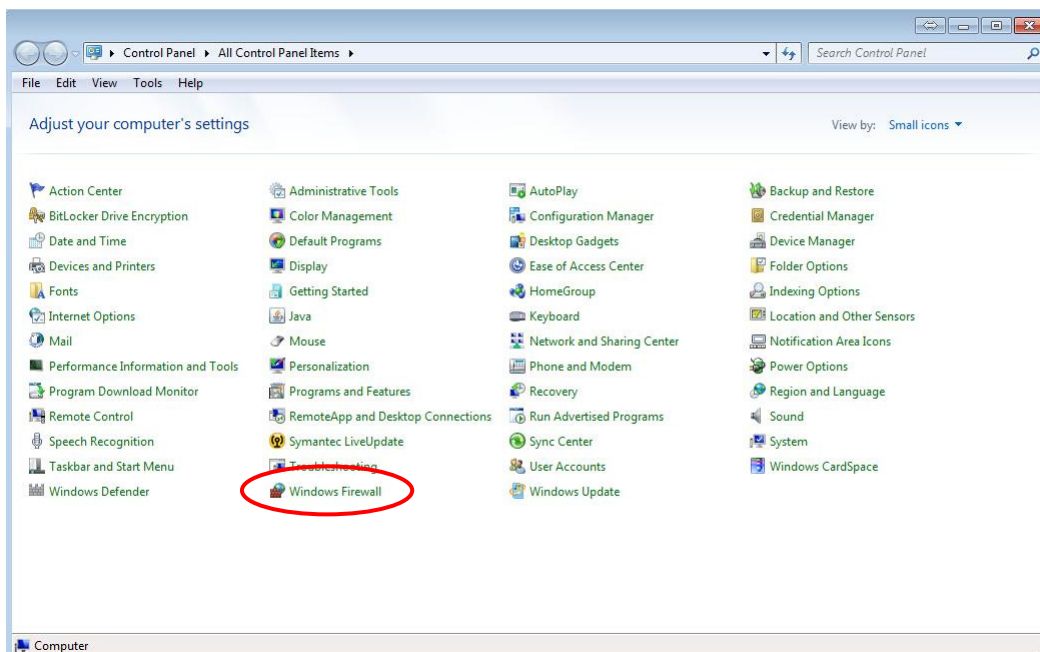 Control Panel ▸ All Control Panel Items ▸ Search Control Panel
File Edit View Tools Help
Adjust your computer's settings
View by: Small icons
Action Center Administrative Tools AutoPlay Backup and Restore
BitLocker Drive Encryption Color Management Configuration Manager Credential Manager
Date and Time Default Programs Desktop Gadgets Device Manager
Devices and Printers Display Ease of Access Center Folder Options
Fonts Getting Started HomeGroup Indexing Options
Internet Options Java Keyboard Location and Other Sensors
Mail Mouse Network and Sharing Center Notification Area Icons
Performance Information and Tools Personalization Phone and Modem Power Options
Program Download Monitor Programs and Features Recovery Region and Language
Remote Control RemoteApp and Desktop Connections Run Advertised Programs Sound
Speech Recognition Symantec LiveUpdate Sync Center System
Taskbar and Start Menu Troubleshooting User Accounts Windows CardSpace
Windows Defender Windows Firewall Windows Update
Computer